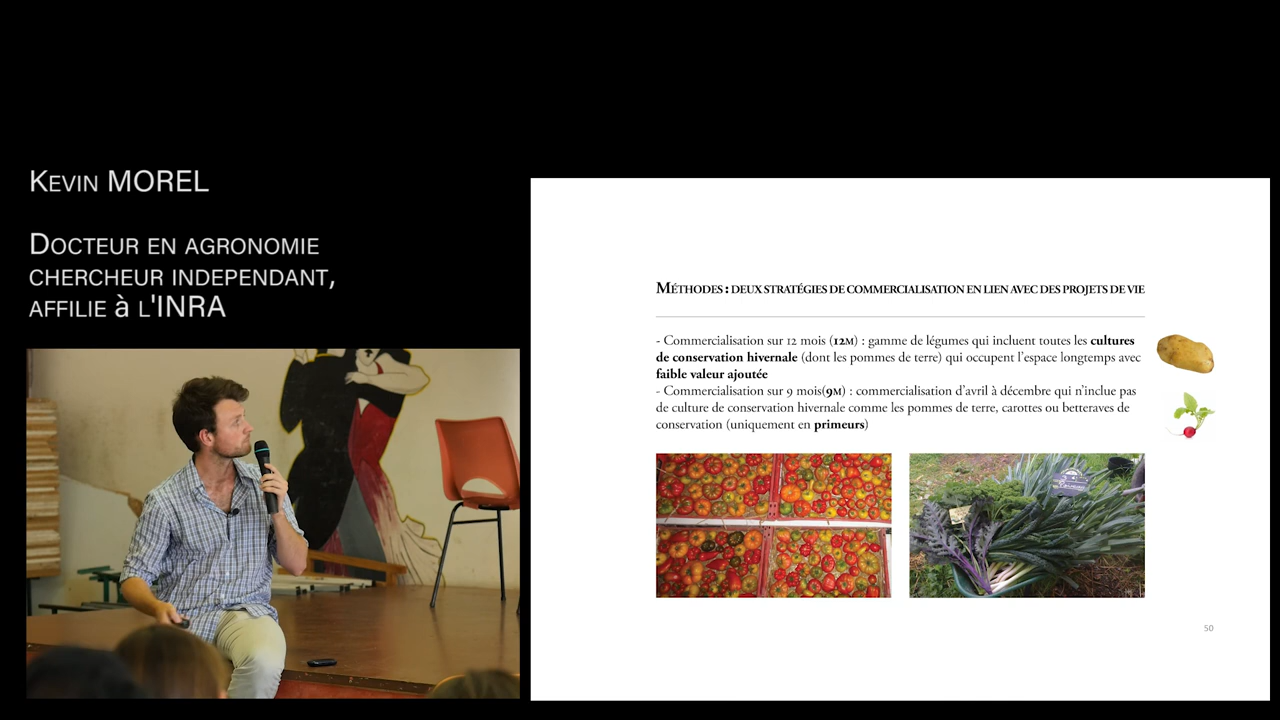 Kevin MOREL
Docteur en agronomie
chercheur independant,
affilie à l'INRA
Méthodes : deux stratégies de commercialisation en lien avec des projets de vie
- Commercialisation sur 12 mois (12M) : gamme de légumes qui incluent toutes les cultures
de conservation hivernale (dont les pommes de terre) qui occupent l'espace longtemps avec
faible valeur ajoutée
- Commercialisation sur 9 mois(9M) : commercialisation d'avril à décembre qui n'inclue pas
de culture de conservation hivernale comme les pommes de terre, carottes ou betteraves de
conservation (uniquement en primeurs)
50